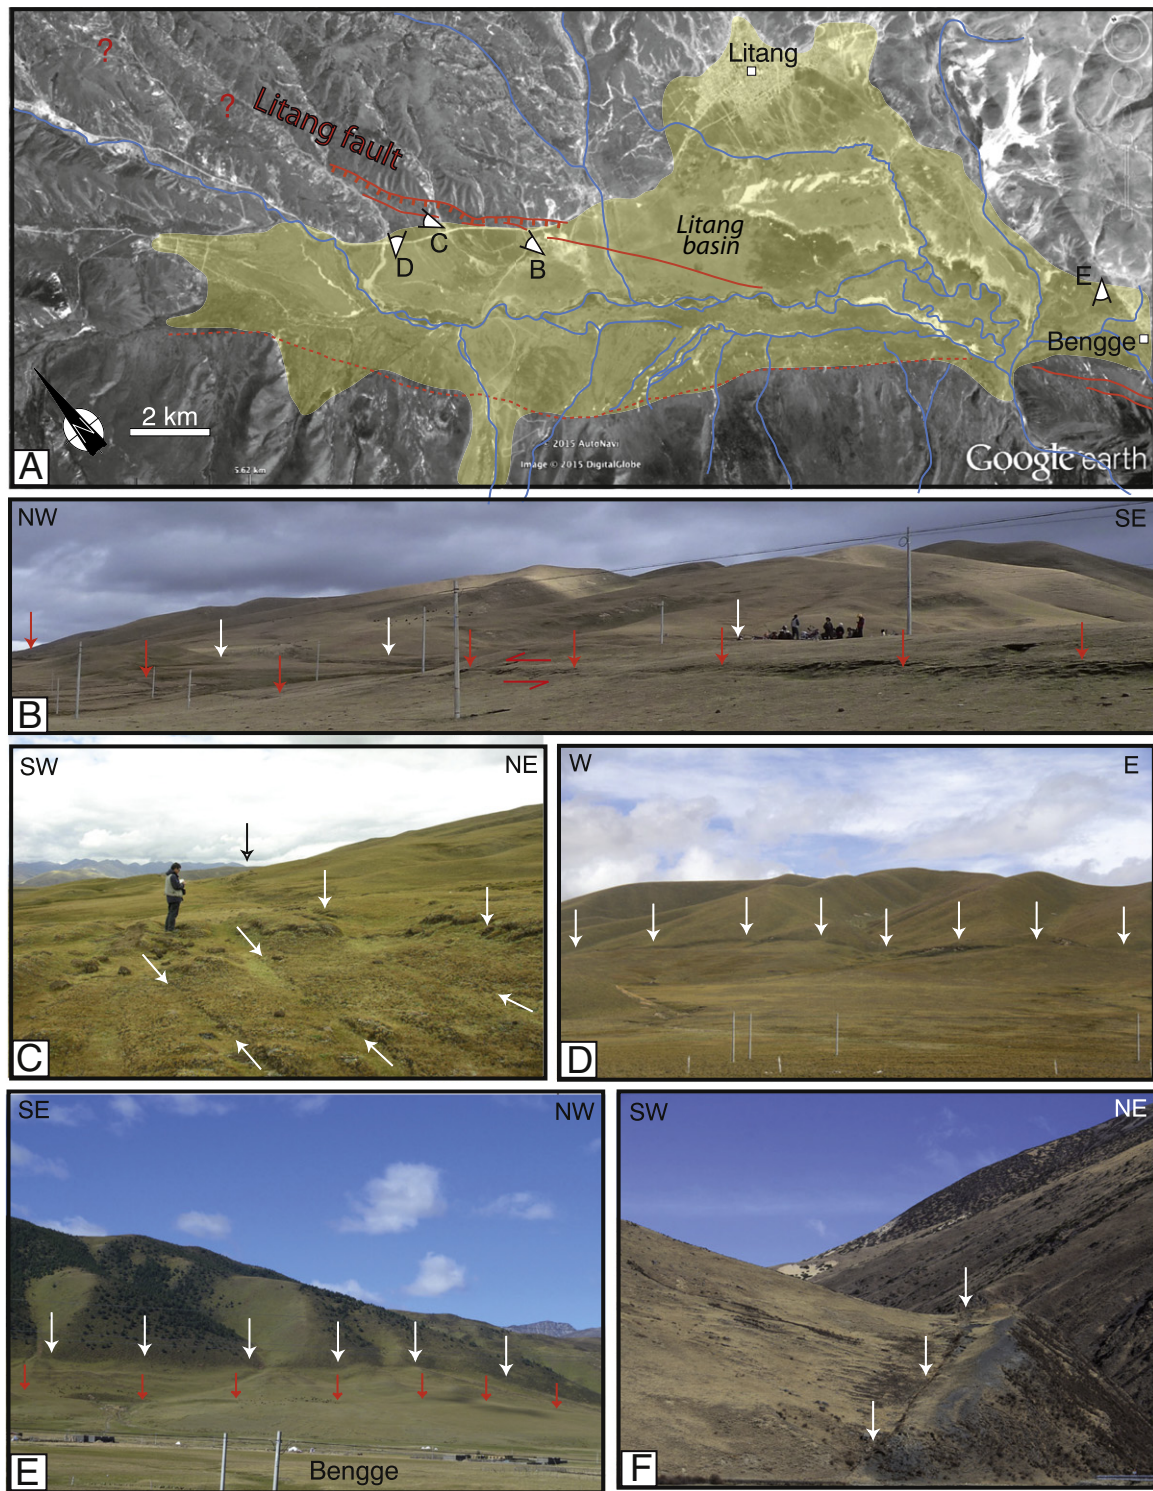 ?
?
Litang fault
Litang
Litang
basin
C
D
B
E
Bengge
N
2 km
5.62 km
© 2015 AutoNavi
Image © 2015 DigitalGlobe
Google earth
A
NW
SE
B
SW
NE
C
W
E
D
SE
NW
Bengge
E
SW
NE
F